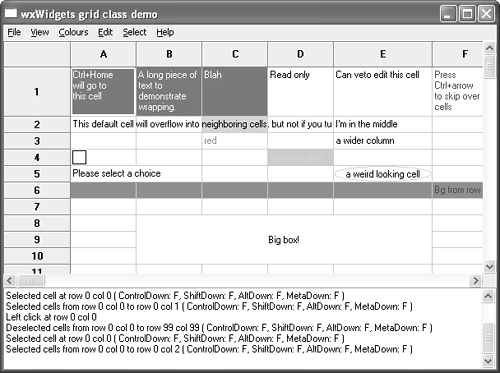 wxWidgets grid class demo
File View Colours Edit Select Help
A B C D E F
1
Ctrl+Home will go to this cell
A long piece of text to demonstrate wrapping.
Blah
Read only
Can veto edit this cell
Press Ctrl+arrow to skip over cells
2 This default cell will overflow into neighboring cells, but not if you tu I'm in the middle
3 red a wider column
4
5 Please select a choice a weird looking cell
6 Bg from row
7
8
9 Big box!
10
11
Selected cell at row 0 col 0 ( ControlDown: F, ShiftDown: F, AltDown: F, MetaDown: F )
Selected cells from row 0 col 0 to row 0 col 1 ( ControlDown: F, ShiftDown: F, AltDown: F, MetaDown: F )
Left click at row 0 col 0
Deselected cells from row 0 col 0 to row 99 col 99 ( ControlDown: F, ShiftDown: F, AltDown: F, MetaDown: F )
Selected cell at row 0 col 0 ( ControlDown: F, ShiftDown: F, AltDown: F, MetaDown: F )
Selected cells from row 0 col 0 to row 0 col 2 ( ControlDown: F, ShiftDown: F, AltDown: F, MetaDown: F )